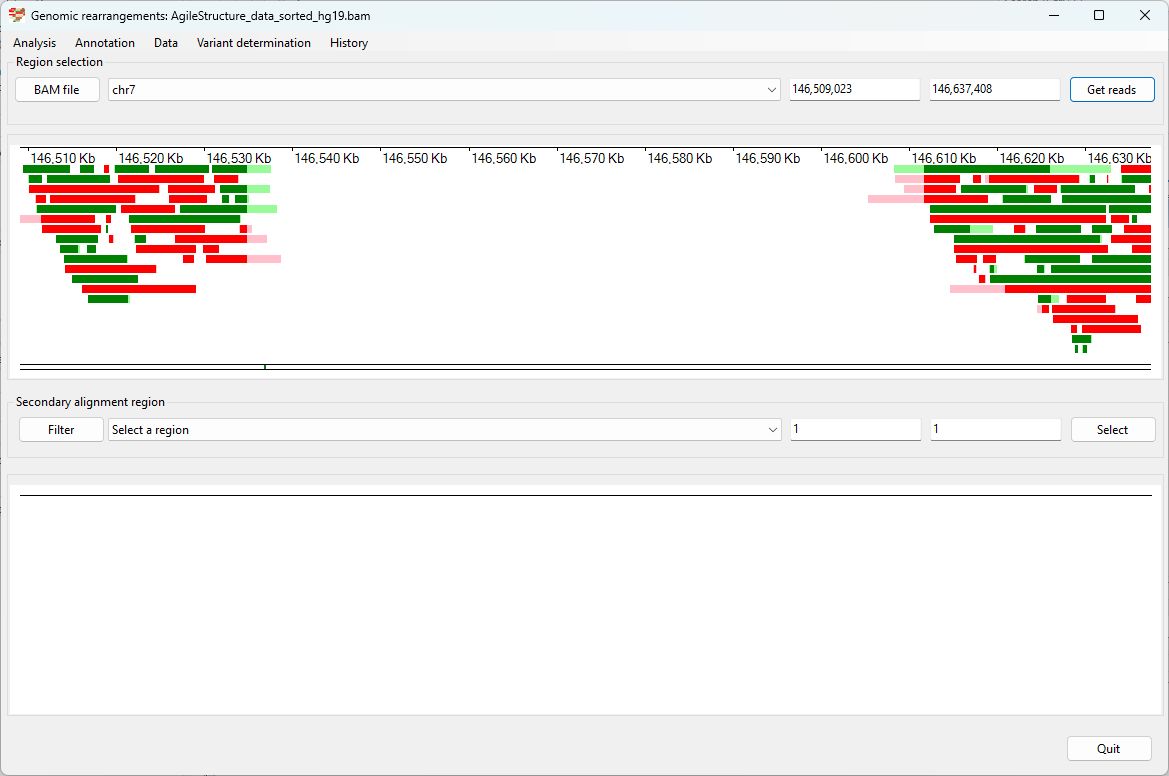 Genomic rearrangements: AgileStructure_data_sorted_hg19.bam
Analysis Annotation Data Variant determination History
Region selection
BAM file chr7 146,509,023 146,637,408 Get reads
146,510 Kb 146,520 Kb 146,530 Kb 146,540 Kb 146,550 Kb 146,560 Kb 146,570 Kb 146,580 Kb 146,590 Kb 146,600 Kb 146,610 Kb 146,620 Kb 146,630 Kb
Secondary alignment region
Filter Select a region 1 1 Select
Quit